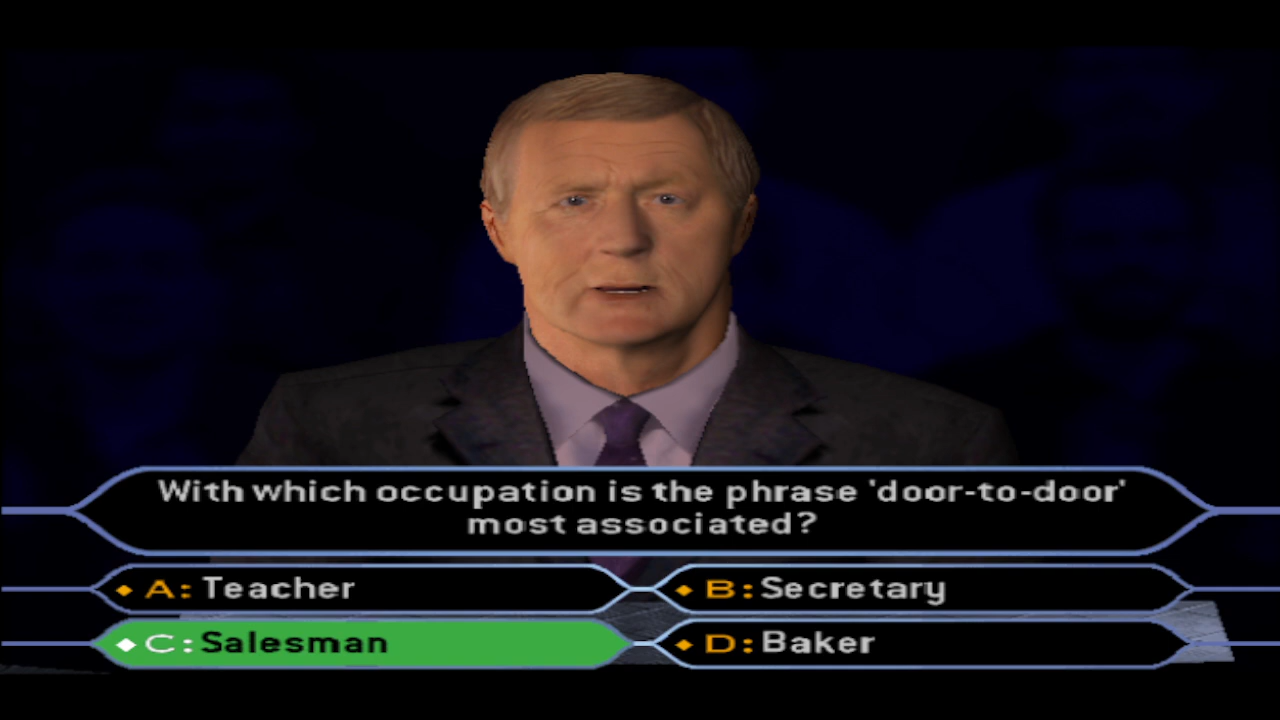 With which occupation is the phrase 'door-to-door'
most associated?
A: Teacher
B: Secretary
C: Salesman
D: Baker